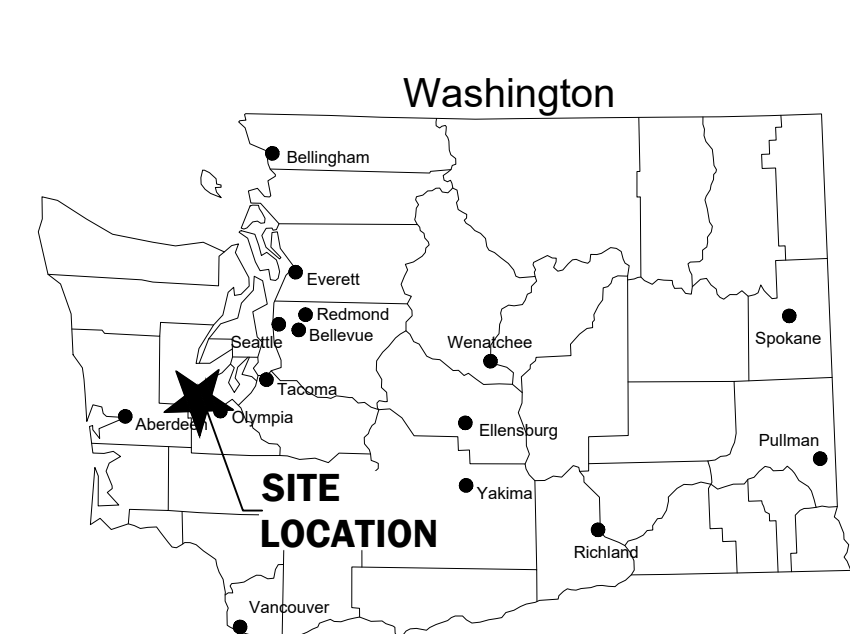 Washington
Bellingham
Everett
Redmond
Seattle
Bellevue
Wenatchee
Spokane
Tacoma
Aberdeen
Olympia
Ellensburg
Pullman
SITE
LOCATION
Yakima
Richland
Vancouver